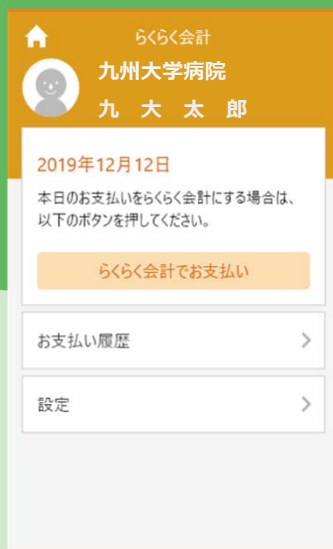 らくらく会計
九州大学病院
九 大 太 郎
2019年12月12日
本日のお支払いをらくらく会計にする場合は、
以下のボタンを押してください。
らくらく会計でお支払い
お支払い履歴
設定